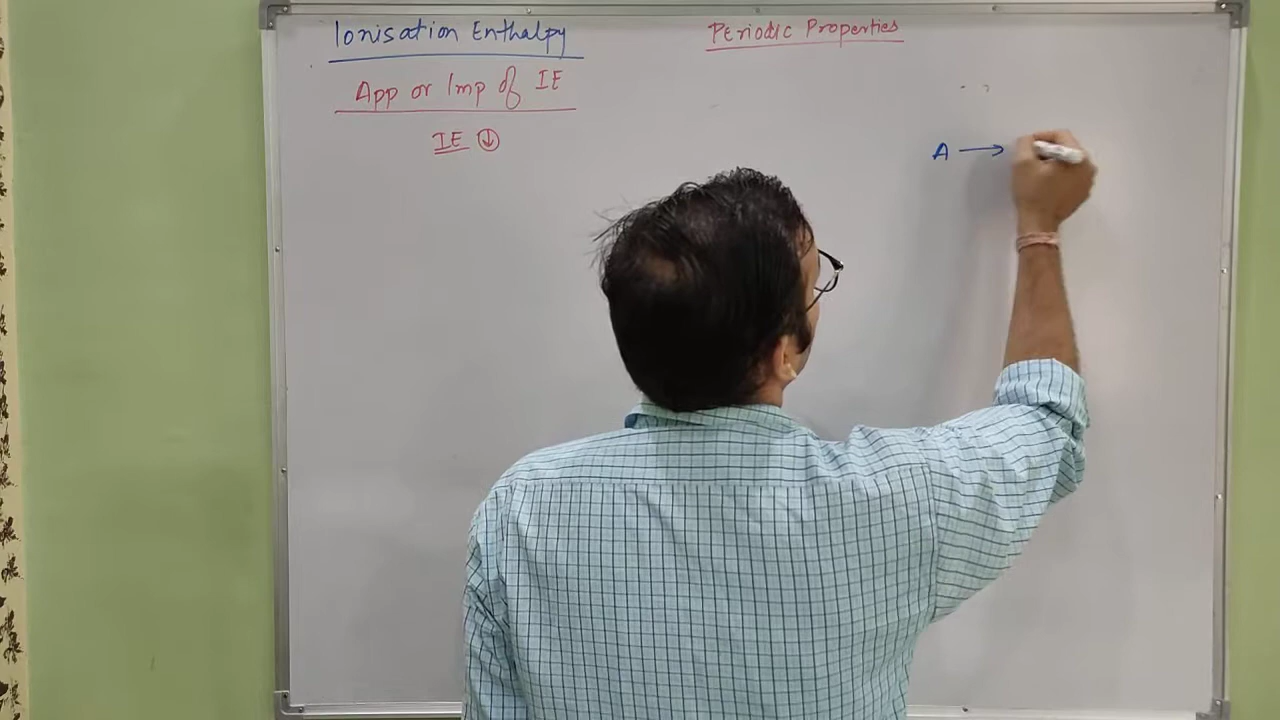 Ionisation Enthalpy
Periodic Properties
App or Imp of IE
IE ↓
A →